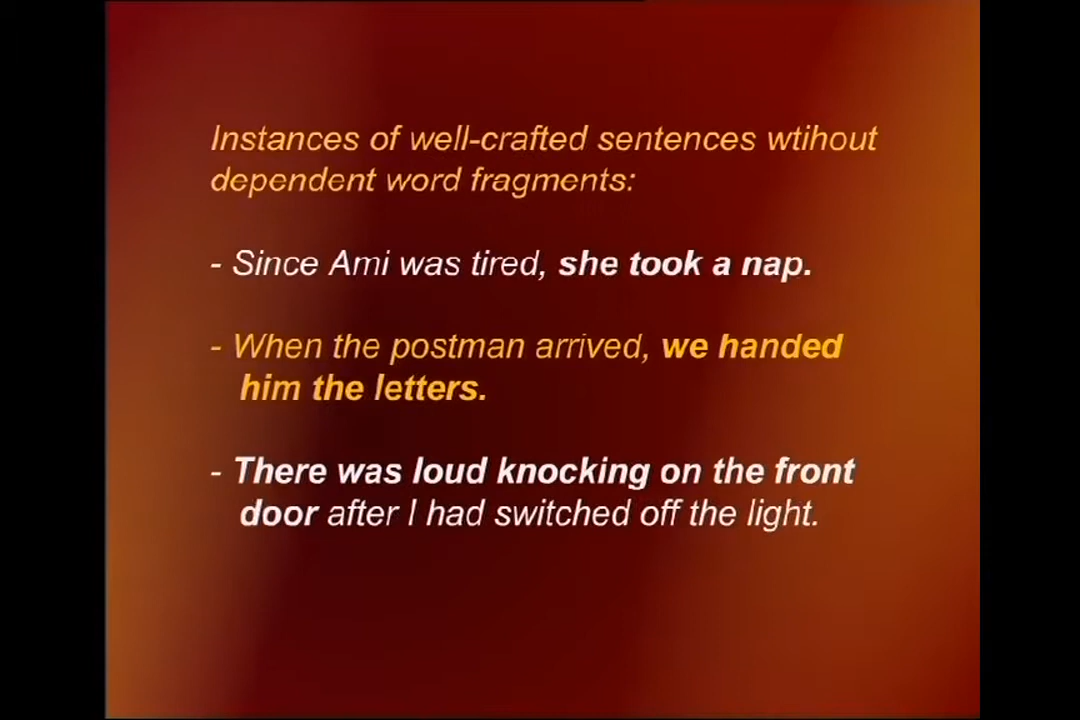 Instances of well-crafted sentences wtihout
dependent word fragments:
- Since Ami was tired, she took a nap.
- When the postman arrived, we handed
him the letters.
- There was loud knocking on the front
door after I had switched off the light.